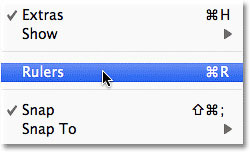 ✓ Extras ⌘H
Show ▶
Rulers ⌘R
✓ Snap ⇧⌘;
Snap To ▶